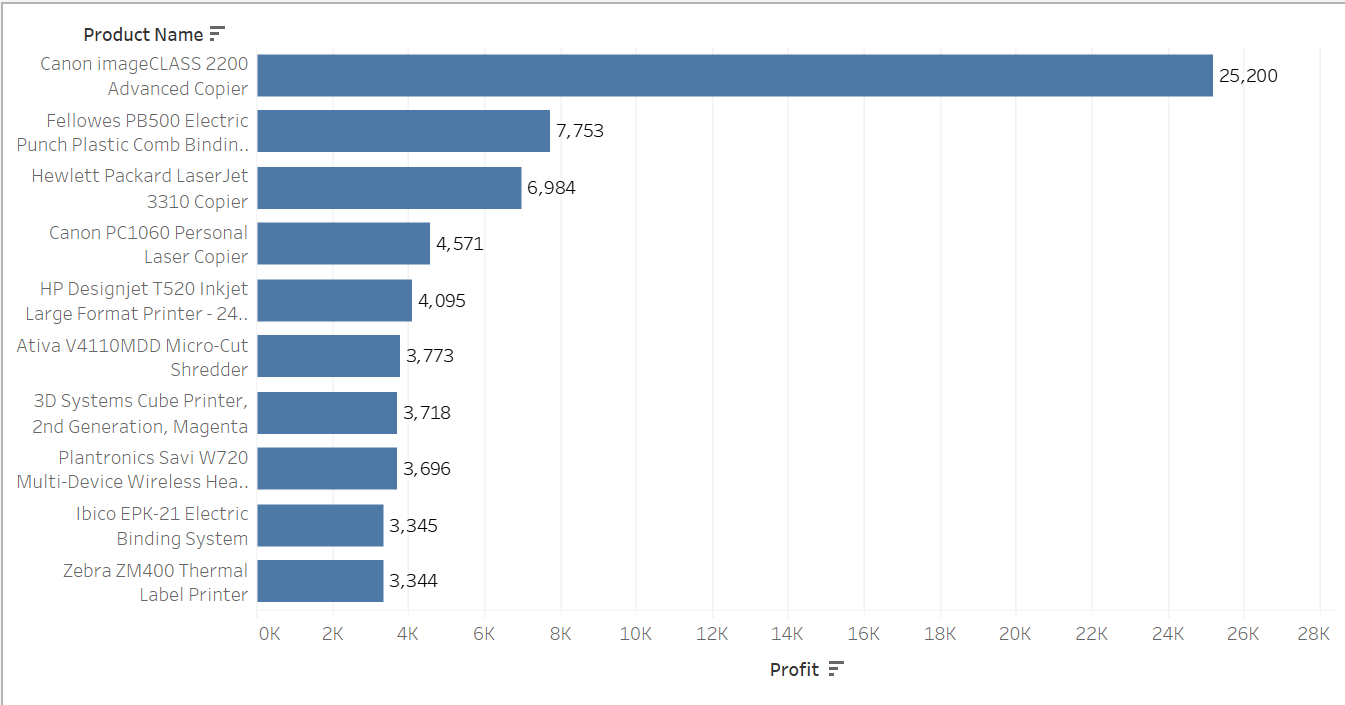 Product Name
Canon imageCLASS 2200
Advanced Copier
25,200
Fellowes PB500 Electric
Punch Plastic Comb Bindin..
7,753
Hewlett Packard LaserJet
3310 Copier
6,984
Canon PC1060 Personal
Laser Copier
4,571
HP Designjet T520 Inkjet
Large Format Printer - 24..
4,095
Ativa V4110MDD Micro-Cut
Shredder
3,773
3D Systems Cube Printer,
2nd Generation, Magenta
3,718
Plantronics Savi W720
Multi-Device Wireless Hea..
3,696
Ibico EPK-21 Electric
Binding System
3,345
Zebra ZM400 Thermal
Label Printer
3,344
0K 2K 4K 6K 8K 10K 12K 14K 16K 18K 20K 22K 24K 26K 28K
Profit